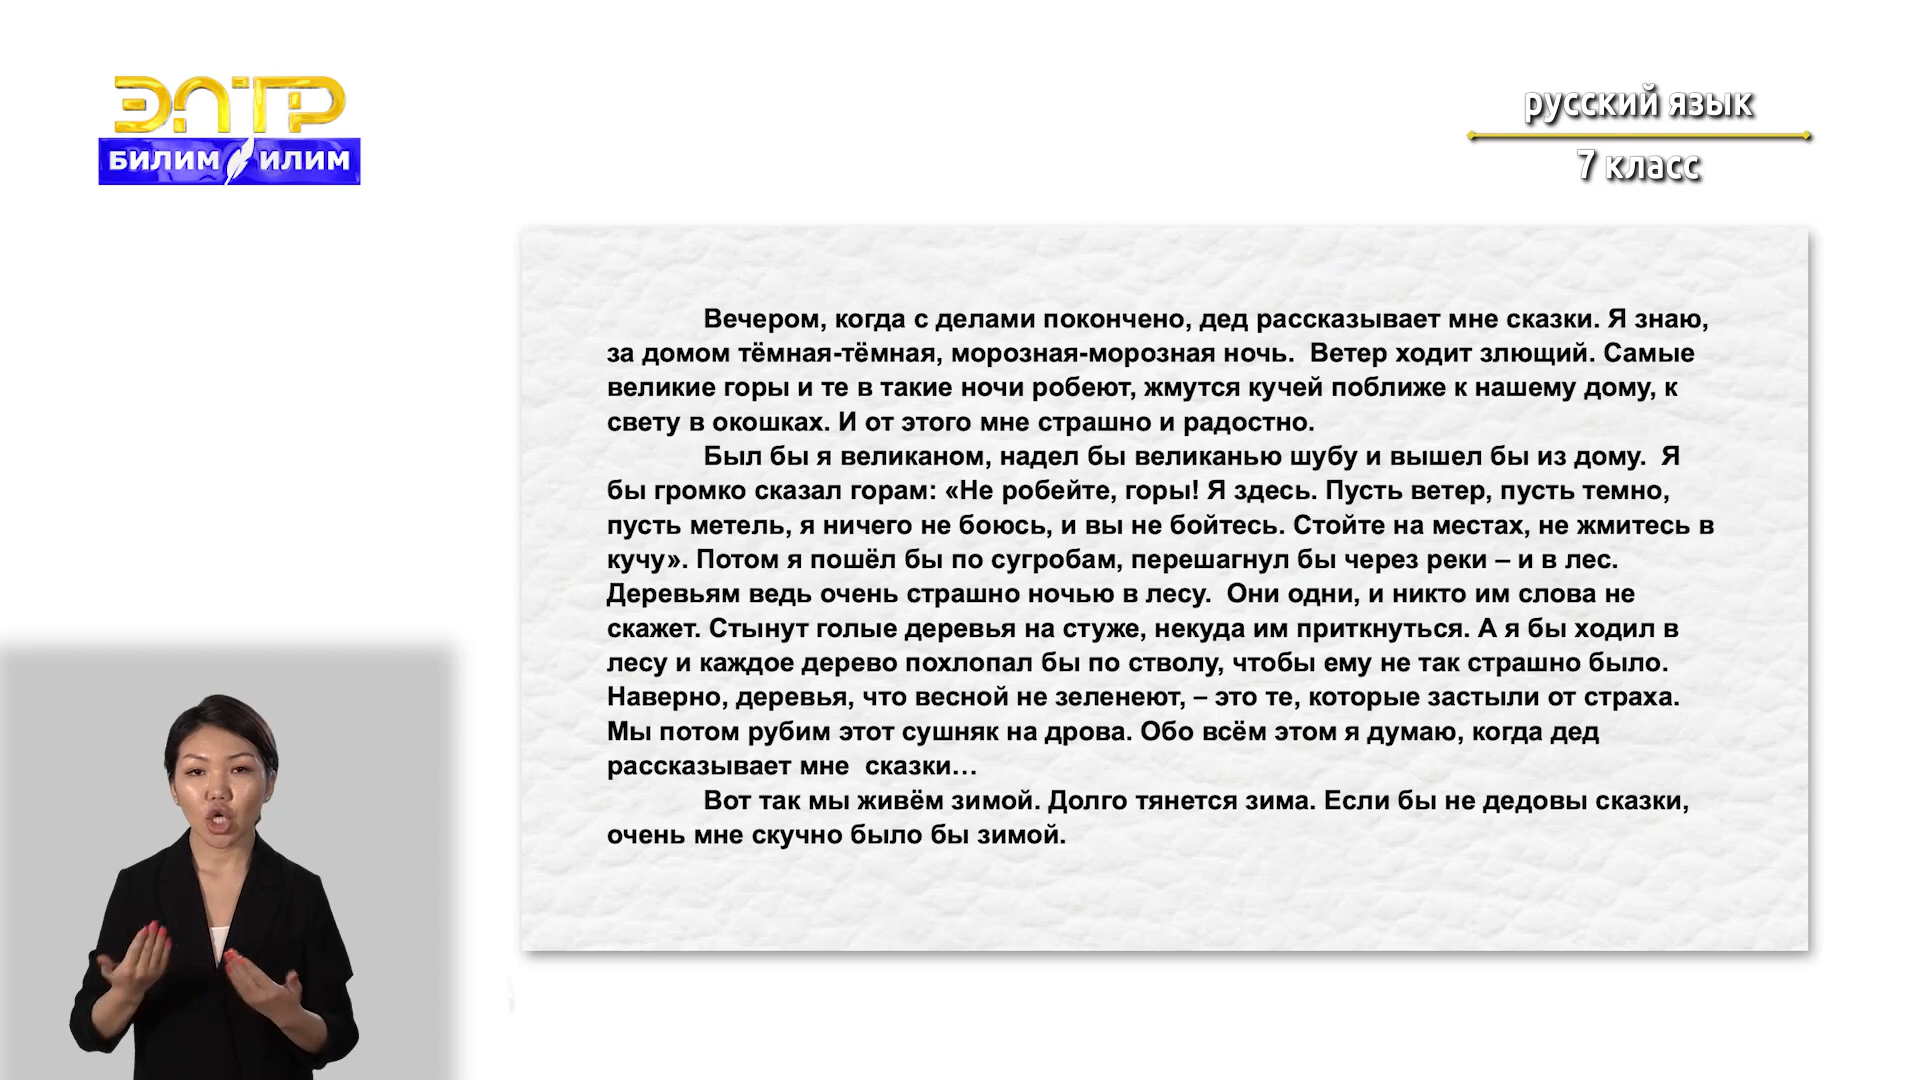 ЭЛТР
БИЛИМ ИЛИМ
русский язык
7 класс
Вечером, когда с делами покончено, дед рассказывает мне сказки. Я знаю,
за домом тёмная-тёмная, морозная-морозная ночь. Ветер ходит злющий. Самые
великие горы и те в такие ночи робеют, жмутся кучей поближе к нашему дому, к
свету в окошках. И от этого мне страшно и радостно.
Был бы я великаном, надел бы великанью шубу и вышел бы из дому. Я
бы громко сказал горам: «Не робейте, горы! Я здесь. Пусть ветер, пусть темно,
пусть метель, я ничего не боюсь, и вы не бойтесь. Стойте на местах, не жмитесь в
кучу». Потом я пошёл бы по сугробам, перешагнул бы через реки – и в лес.
Деревьям ведь очень страшно ночью в лесу. Они одни, и никто им слова не
скажет. Стынут голые деревья на стуже, некуда им приткнуться. А я бы ходил в
лесу и каждое дерево похлопал бы по стволу, чтобы ему не так страшно было.
Наверно, деревья, что весной не зеленеют, – это те, которые застыли от страха.
Мы потом рубим этот сушняк на дрова. Обо всём этом я думаю, когда дед
рассказывает мне сказки…
Вот так мы живём зимой. Долго тянется зима. Если бы не дедовы сказки,
очень мне скучно было бы зимой.